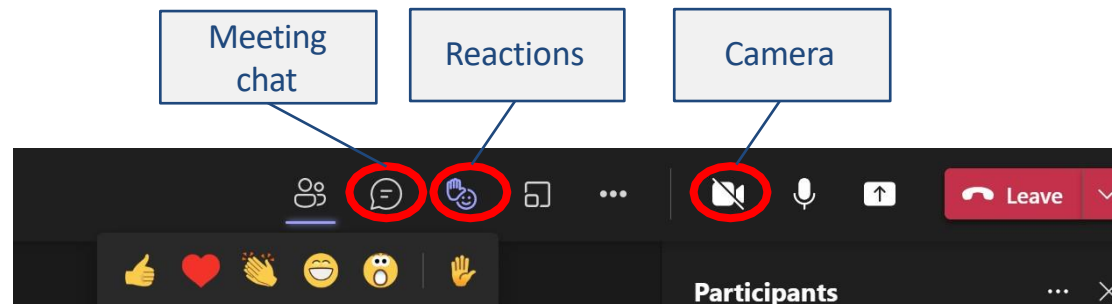 Meeting
chat
Reactions
Camera
Leave
Participants